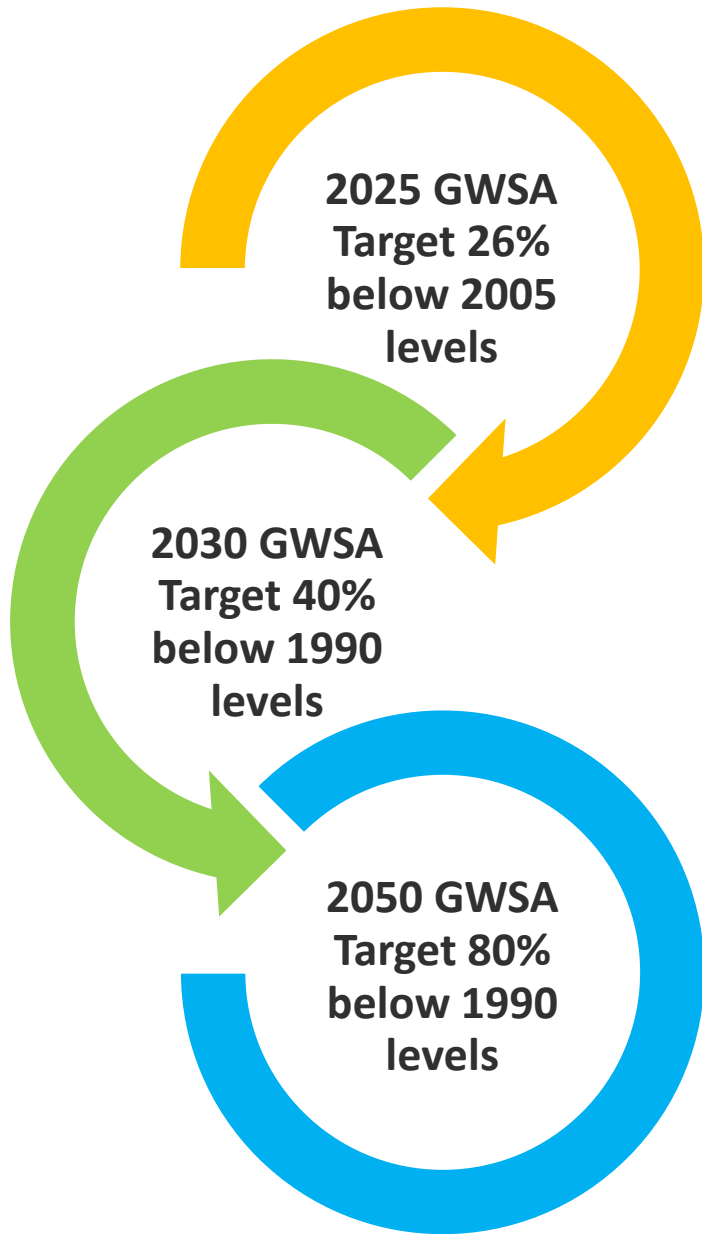 2025 GWSA
Target 26%
below 2005
levels
2030 GWSA
Target 40%
below 1990
levels
2050 GWSA
Target 80%
below 1990
levels